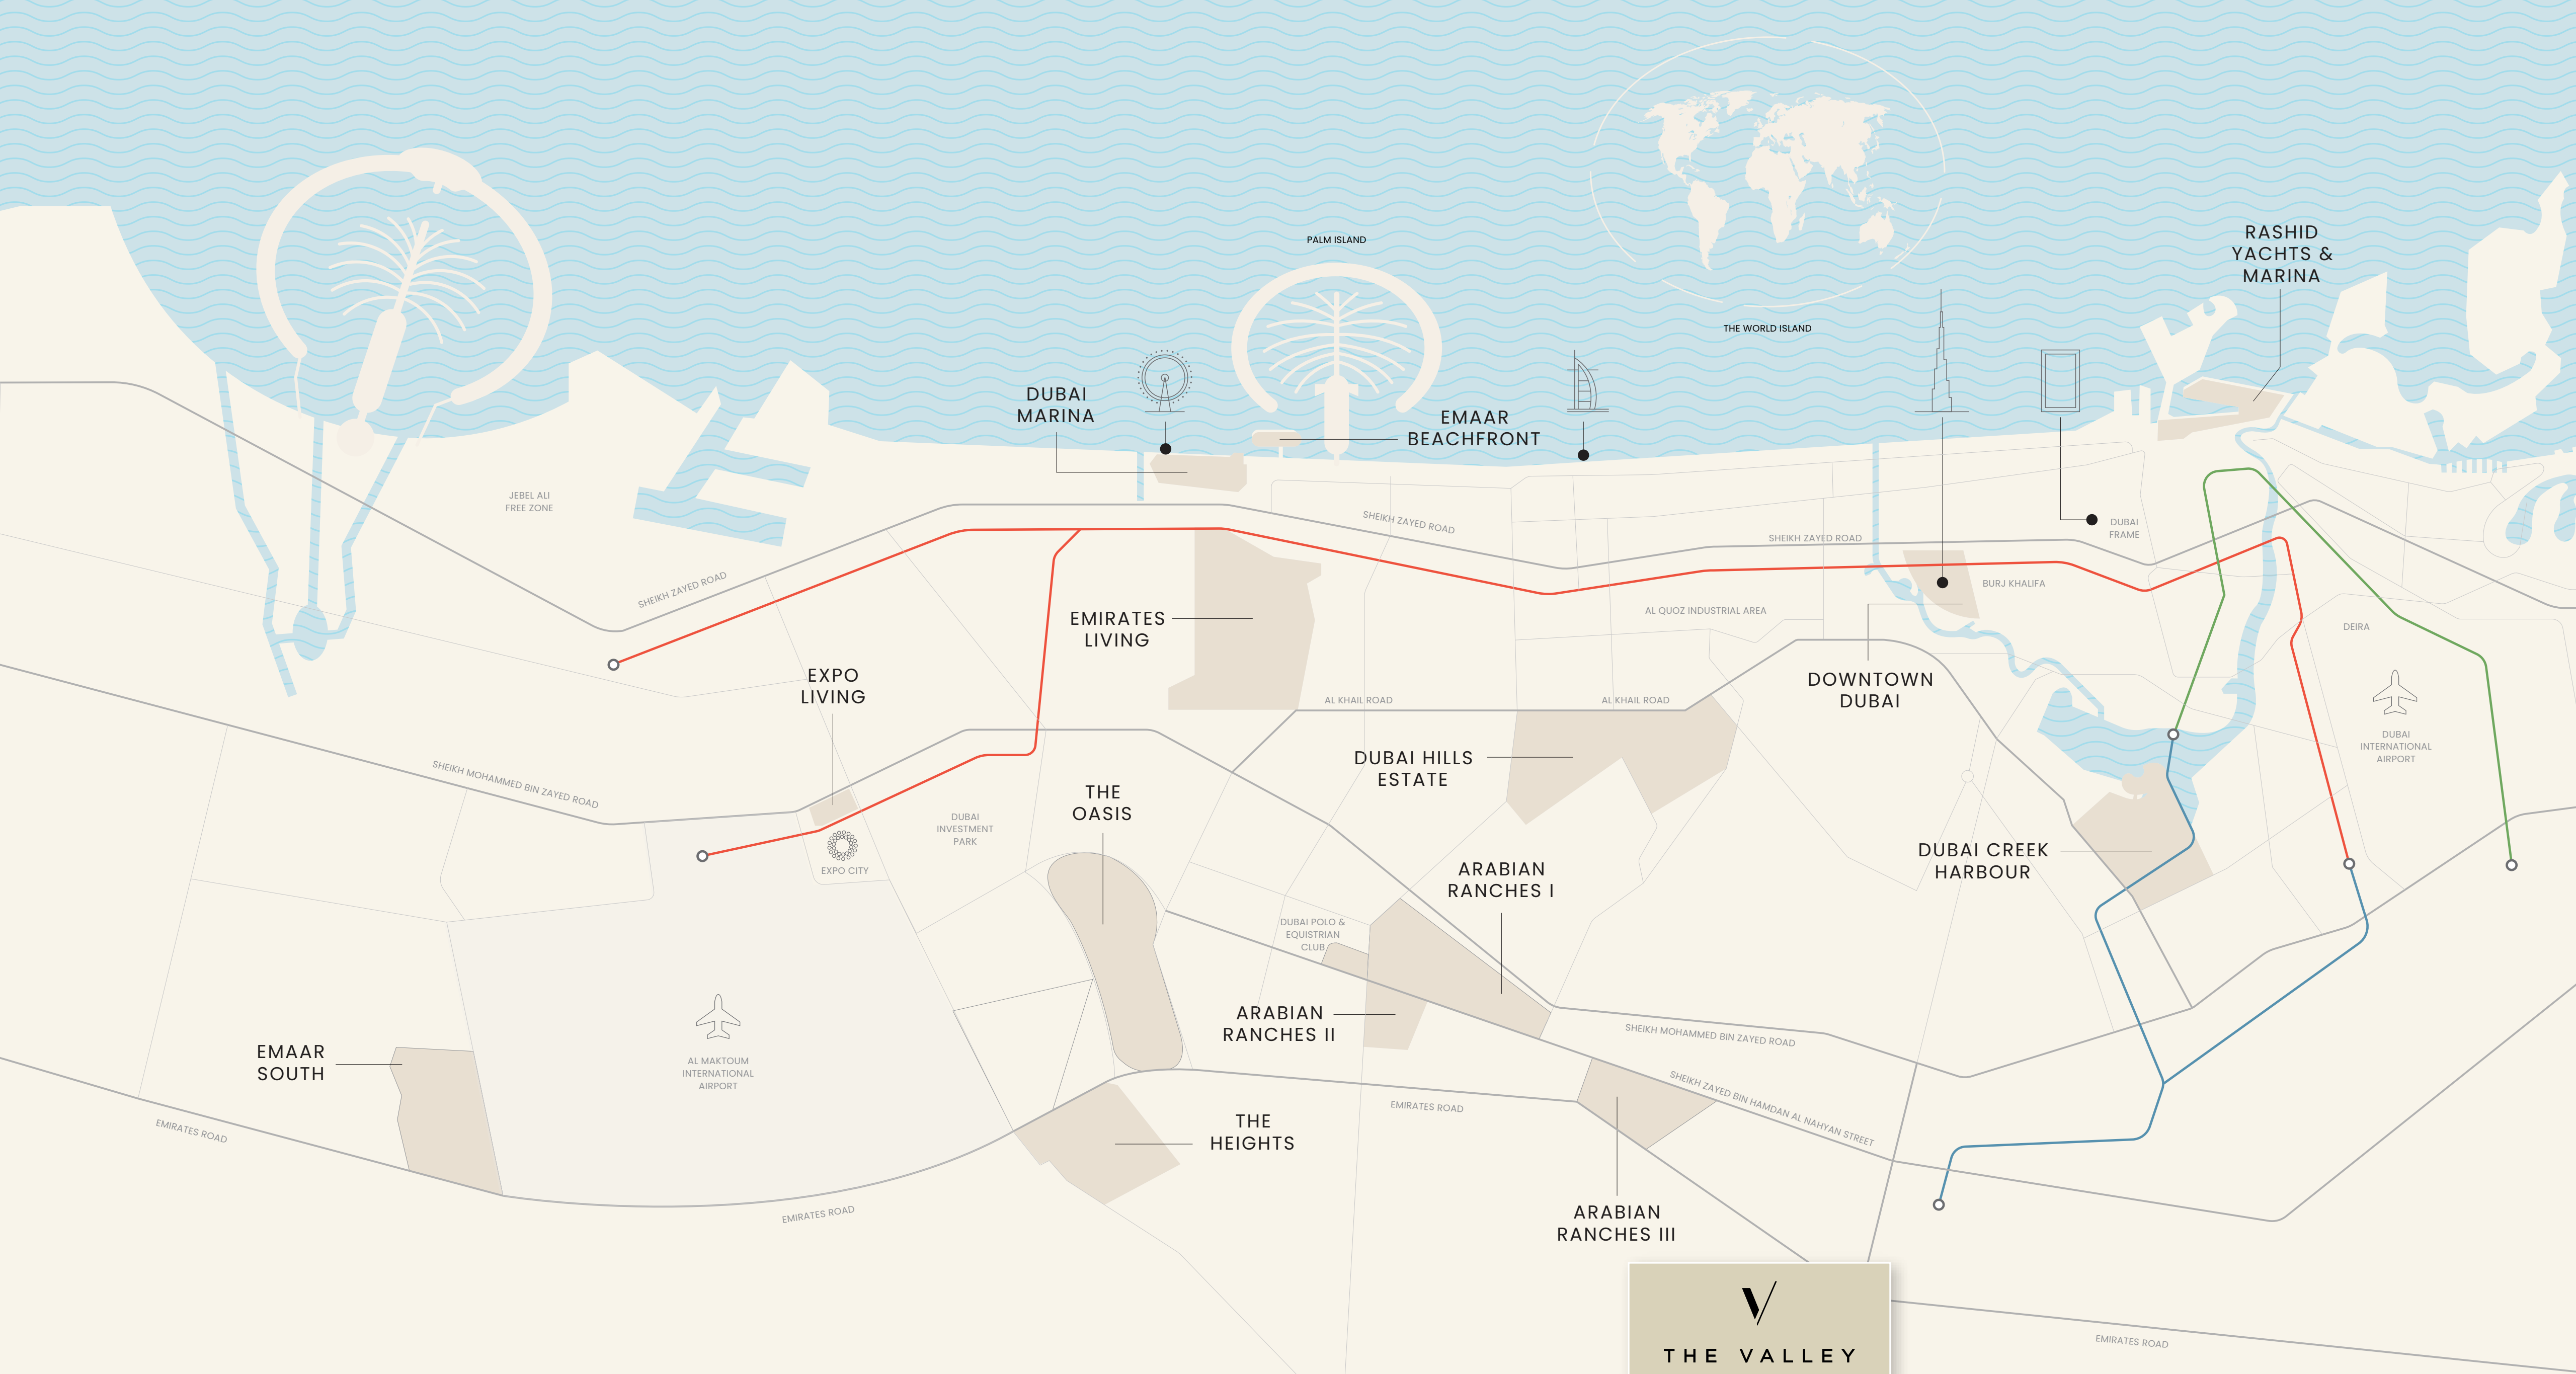 RASHID
YACHTS &
MARINA
PALM ISLAND
THE WORLD ISLAND
DUBAI
MARINA
EMAAR
BEACHFRONT
JEBEL ALI
FREE ZONE
SHEIKH ZAYED ROAD
SHEIKH ZAYED ROAD
DUBAI
FRAME
SHEIKH ZAYED ROAD
BURJ KHALIFA
AL QUOZ INDUSTRIAL AREA
EMIRATES
LIVING
DEIRA
EXPO
LIVING
DOWNTOWN
DUBAI
AL KHAIL ROAD
AL KHAIL ROAD
DUBAI
INTERNATIONAL
AIRPORT
DUBAI HILLS
ESTATE
SHEIKH MOHAMMED BIN ZAYED ROAD
THE
OASIS
DUBAI
INVESTMENT
PARK
EXPO CITY
DUBAI CREEK
HARBOUR
ARABIAN
RANCHES I
DUBAI POLO &
EQUISTRIAN
CLUB
ARABIAN
RANCHES II
SHEIKH MOHAMMED BIN ZAYED ROAD
EMAAR
SOUTH
AL MAKTOUM
INTERNATIONAL
AIRPORT
SHEIKH ZAYED BIN HAMDAN AL NAHYAN STREET
EMIRATES ROAD
EMIRATES ROAD
THE
HEIGHTS
EMIRATES ROAD
ARABIAN
RANCHES III
THE VALLEY
EMIRATES ROAD